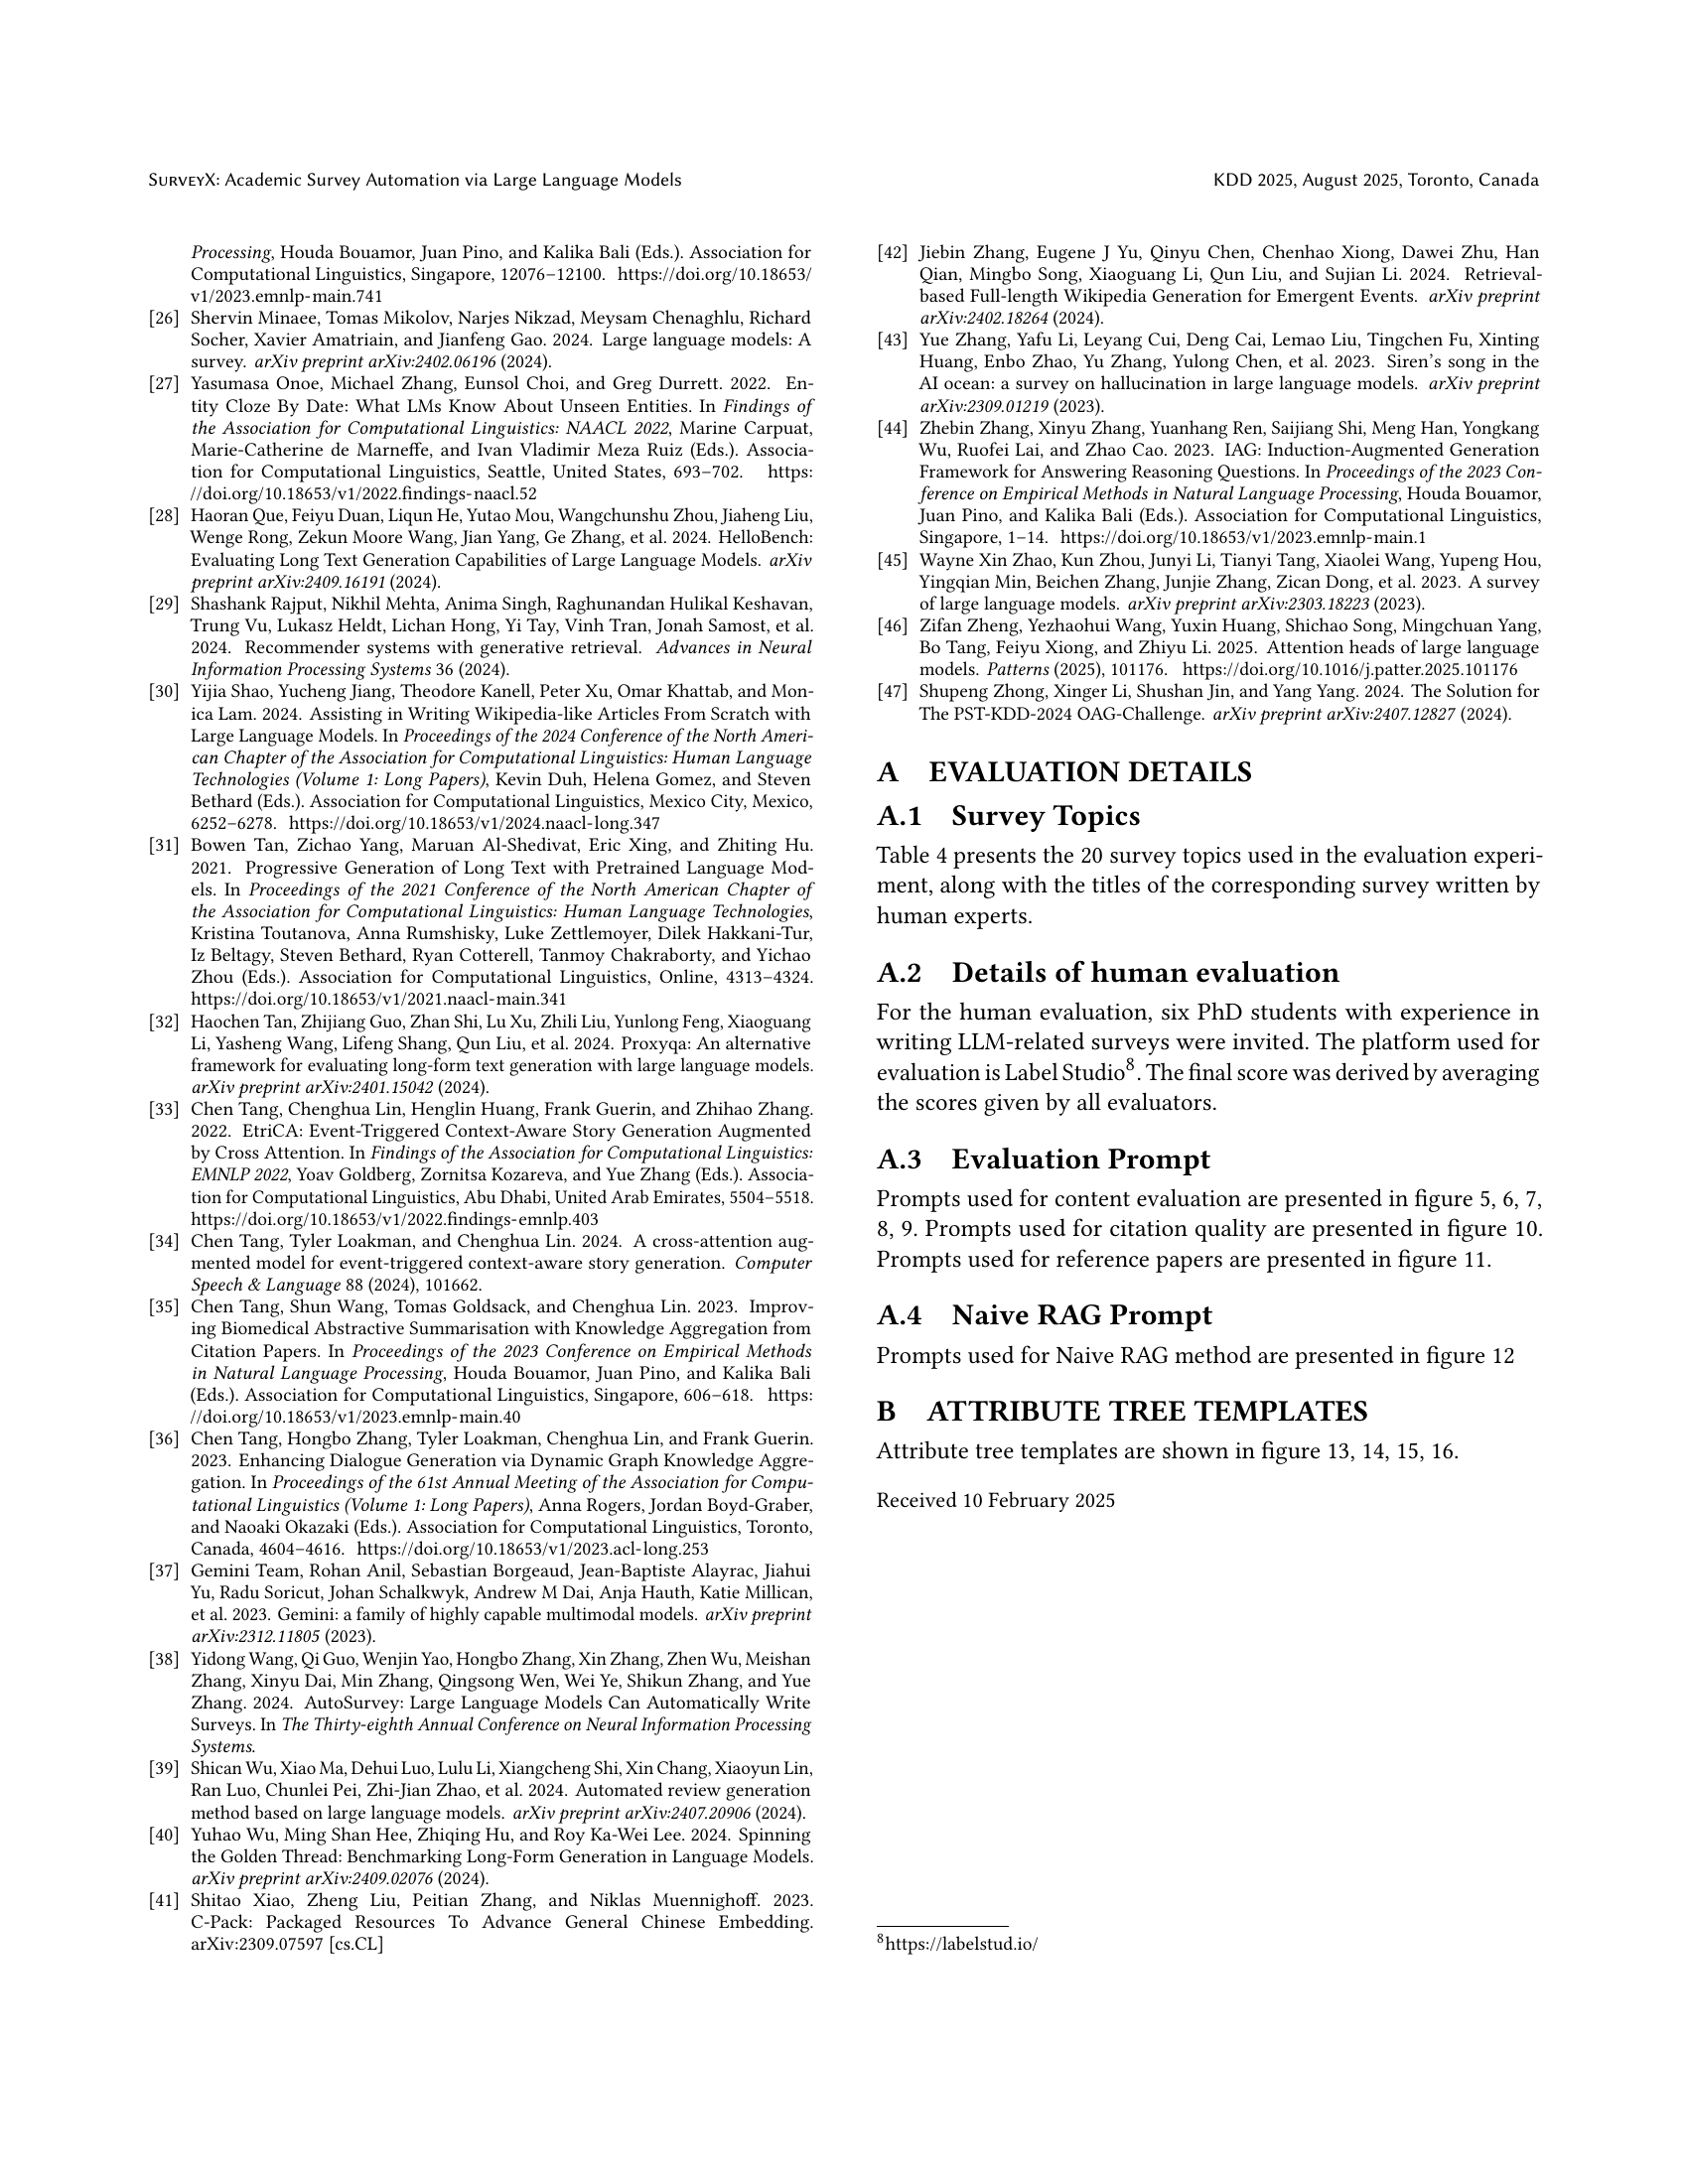 SurveyX: Academic Survey Automation via Large Language Models
KDD 2025, August 2025, Toronto, Canada
Processing, Houda Bouamor, Juan Pino, and Kalika Bali (Eds.). Association for
Computational Linguistics, Singapore, 12076–12100. https://doi.org/10.18653/
v1/2023.emnlp-main.741
[26] Shervin Minaee, Tomas Mikolov, Narjes Nikzad, Meysam Chenaghlu, Richard
Socher, Xavier Amatriain, and Jianfeng Gao. 2024. Large language models: A
survey. arXiv preprint arXiv:2402.06196 (2024).
[27] Yasumasa Onoe, Michael Zhang, Eunsol Choi, and Greg Durrett. 2022. En-
tity Cloze By Date: What LMs Know About Unseen Entities. In Findings of
the Association for Computational Linguistics: NAACL 2022, Marine Carpuat,
Marie-Catherine de Marneffe, and Ivan Vladimir Meza Ruiz (Eds.). Associa-
tion for Computational Linguistics, Seattle, United States, 693–702. https:
//doi.org/10.18653/v1/2022.findings-naacl.52
[28] Haoran Que, Feiyu Duan, Liqun He, Yutao Mou, Wangchunshu Zhou, Jiaheng Liu,
Wenge Rong, Zekun Moore Wang, Jian Yang, Ge Zhang, et al. 2024. HelloBench:
Evaluating Long Text Generation Capabilities of Large Language Models. arXiv
preprint arXiv:2409.16191 (2024).
[29] Shashank Rajput, Nikhil Mehta, Anima Singh, Raghunandan Hulikal Keshavan,
Trung Vu, Lukasz Heldt, Lichan Hong, Yi Tay, Vinh Tran, Jonah Samost, et al.
2024. Recommender systems with generative retrieval. Advances in Neural
Information Processing Systems 36 (2024).
[30] Yijia Shao, Yucheng Jiang, Theodore Kanell, Peter Xu, Omar Khattab, and Mon-
ica Lam. 2024. Assisting in Writing Wikipedia-like Articles From Scratch with
Large Language Models. In Proceedings of the 2024 Conference of the North Ameri-
can Chapter of the Association for Computational Linguistics: Human Language
Technologies (Volume 1: Long Papers), Kevin Duh, Helena Gomez, and Steven
Bethard (Eds.). Association for Computational Linguistics, Mexico City, Mexico,
6252–6278. https://doi.org/10.18653/v1/2024.naacl-long.347
[31] Bowen Tan, Zichao Yang, Maruan Al-Shedivat, Eric Xing, and Zhiting Hu.
2021. Progressive Generation of Long Text with Pretrained Language Mod-
els. In Proceedings of the 2021 Conference of the North American Chapter of
the Association for Computational Linguistics: Human Language Technologies,
Kristina Toutanova, Anna Rumshisky, Luke Zettlemoyer, Dilek Hakkani-Tur,
Iz Beltagy, Steven Bethard, Ryan Cotterell, Tanmoy Chakraborty, and Yichao
Zhou (Eds.). Association for Computational Linguistics, Online, 4313–4324.
https://doi.org/10.18653/v1/2021.naacl-main.341
[32] Haochen Tan, Zhijiang Guo, Zhan Shi, Lu Xu, Zhili Liu, Yunlong Feng, Xiaoguang
Li, Yasheng Wang, Lifeng Shang, Qun Liu, et al. 2024. Proxyqa: An alternative
framework for evaluating long-form text generation with large language models.
arXiv preprint arXiv:2401.15042 (2024).
[33] Chen Tang, Chenghua Lin, Henglin Huang, Frank Guerin, and Zhihao Zhang.
2022. EtriCA: Event-Triggered Context-Aware Story Generation Augmented
by Cross Attention. In Findings of the Association for Computational Linguistics:
EMNLP 2022, Yoav Goldberg, Zornitsa Kozareva, and Yue Zhang (Eds.). Associa-
tion for Computational Linguistics, Abu Dhabi, United Arab Emirates, 5504–5518.
https://doi.org/10.18653/v1/2022.findings-emnlp.403
[34] Chen Tang, Tyler Loakman, and Chenghua Lin. 2024. A cross-attention aug-
mented model for event-triggered context-aware story generation. Computer
Speech & Language 88 (2024), 101662.
[35] Chen Tang, Shun Wang, Tomas Goldsack, and Chenghua Lin. 2023. Improv-
ing Biomedical Abstractive Summarisation with Knowledge Aggregation from
Citation Papers. In Proceedings of the 2023 Conference on Empirical Methods
in Natural Language Processing, Houda Bouamor, Juan Pino, and Kalika Bali
(Eds.). Association for Computational Linguistics, Singapore, 606–618. https:
//doi.org/10.18653/v1/2023.emnlp-main.40
[36] Chen Tang, Hongbo Zhang, Tyler Loakman, Chenghua Lin, and Frank Guerin.
2023. Enhancing Dialogue Generation via Dynamic Graph Knowledge Aggre-
gation. In Proceedings of the 61st Annual Meeting of the Association for Compu-
tational Linguistics (Volume 1: Long Papers), Anna Rogers, Jordan Boyd-Graber,
and Naoaki Okazaki (Eds.). Association for Computational Linguistics, Toronto,
Canada, 4604–4616. https://doi.org/10.18653/v1/2023.acl-long.253
[37] Gemini Team, Rohan Anil, Sebastian Borgeaud, Jean-Baptiste Alayrac, Jiahui
Yu, Radu Soricut, Johan Schalkwyk, Andrew M Dai, Anja Hauth, Katie Millican,
et al. 2023. Gemini: a family of highly capable multimodal models. arXiv preprint
arXiv:2312.11805 (2023).
[38] Yidong Wang, Qi Guo, Wenjin Yao, Hongbo Zhang, Xin Zhang, Zhen Wu, Meishan
Zhang, Xinyu Dai, Min Zhang, Qingsong Wen, Wei Ye, Shikun Zhang, and Yue
Zhang. 2024. AutoSurvey: Large Language Models Can Automatically Write
Surveys. In The Thirty-eighth Annual Conference on Neural Information Processing
Systems.
[39] Shican Wu, Xiao Ma, Dehui Luo, Lulu Li, Xiangcheng Shi, Xin Chang, Xiaoyun Lin,
Ran Luo, Chunlei Pei, Zhi-Jian Zhao, et al. 2024. Automated review generation
method based on large language models. arXiv preprint arXiv:2407.20906 (2024).
[40] Yuhao Wu, Ming Shan Hee, Zhiqing Hu, and Roy Ka-Wei Lee. 2024. Spinning
the Golden Thread: Benchmarking Long-Form Generation in Language Models.
arXiv preprint arXiv:2409.02076 (2024).
[41] Shitao Xiao, Zheng Liu, Peitian Zhang, and Niklas Muennighoff. 2023.
C-Pack: Packaged Resources To Advance General Chinese Embedding.
arXiv:2309.07597 [cs.CL]
[42] Jiebin Zhang, Eugene J Yu, Qinyu Chen, Chenhao Xiong, Dawei Zhu, Han
Qian, Mingbo Song, Xiaoguang Li, Qun Liu, and Sujian Li. 2024. Retrieval-
based Full-length Wikipedia Generation for Emergent Events. arXiv preprint
arXiv:2402.18264 (2024).
[43] Yue Zhang, Yafu Li, Leyang Cui, Deng Cai, Lemao Liu, Tingchen Fu, Xinting
Huang, Enbo Zhao, Yu Zhang, Yulong Chen, et al. 2023. Siren's song in the
AI ocean: a survey on hallucination in large language models. arXiv preprint
arXiv:2309.01219 (2023).
[44] Zhebin Zhang, Xinyu Zhang, Yuanhang Ren, Saijiang Shi, Meng Han, Yongkang
Wu, Ruofei Lai, and Zhao Cao. 2023. IAG: Induction-Augmented Generation
Framework for Answering Reasoning Questions. In Proceedings of the 2023 Con-
ference on Empirical Methods in Natural Language Processing, Houda Bouamor,
Juan Pino, and Kalika Bali (Eds.). Association for Computational Linguistics,
Singapore, 1–14. https://doi.org/10.18653/v1/2023.emnlp-main.1
[45] Wayne Xin Zhao, Kun Zhou, Junyi Li, Tianyi Tang, Xiaolei Wang, Yupeng Hou,
Yingqian Min, Beichen Zhang, Junjie Zhang, Zican Dong, et al. 2023. A survey
of large language models. arXiv preprint arXiv:2303.18223 (2023).
[46] Zifan Zheng, Yezhaohui Wang, Yuxin Huang, Shichao Song, Mingchuan Yang,
Bo Tang, Feiyu Xiong, and Zhiyu Li. 2025. Attention heads of large language
models. Patterns (2025), 101176. https://doi.org/10.1016/j.patter.2025.101176
[47] Shupeng Zhong, Xinger Li, Shushan Jin, and Yang Yang. 2024. The Solution for
The PST-KDD-2024 OAG-Challenge. arXiv preprint arXiv:2407.12827 (2024).
A EVALUATION DETAILS
A.1 Survey Topics
Table 4 presents the 20 survey topics used in the evaluation experi-
ment, along with the titles of the corresponding survey written by
human experts.
A.2 Details of human evaluation
For the human evaluation, six PhD students with experience in
writing LLM-related surveys were invited. The platform used for
evaluation is Label Studio8. The final score was derived by averaging
the scores given by all evaluators.
A.3 Evaluation Prompt
Prompts used for content evaluation are presented in figure 5, 6, 7,
8, 9. Prompts used for citation quality are presented in figure 10.
Prompts used for reference papers are presented in figure 11.
A.4 Naive RAG Prompt
Prompts used for Naive RAG method are presented in figure 12
B ATTRIBUTE TREE TEMPLATES
Attribute tree templates are shown in figure 13, 14, 15, 16.
Received 10 February 2025
8https://labelstud.io/